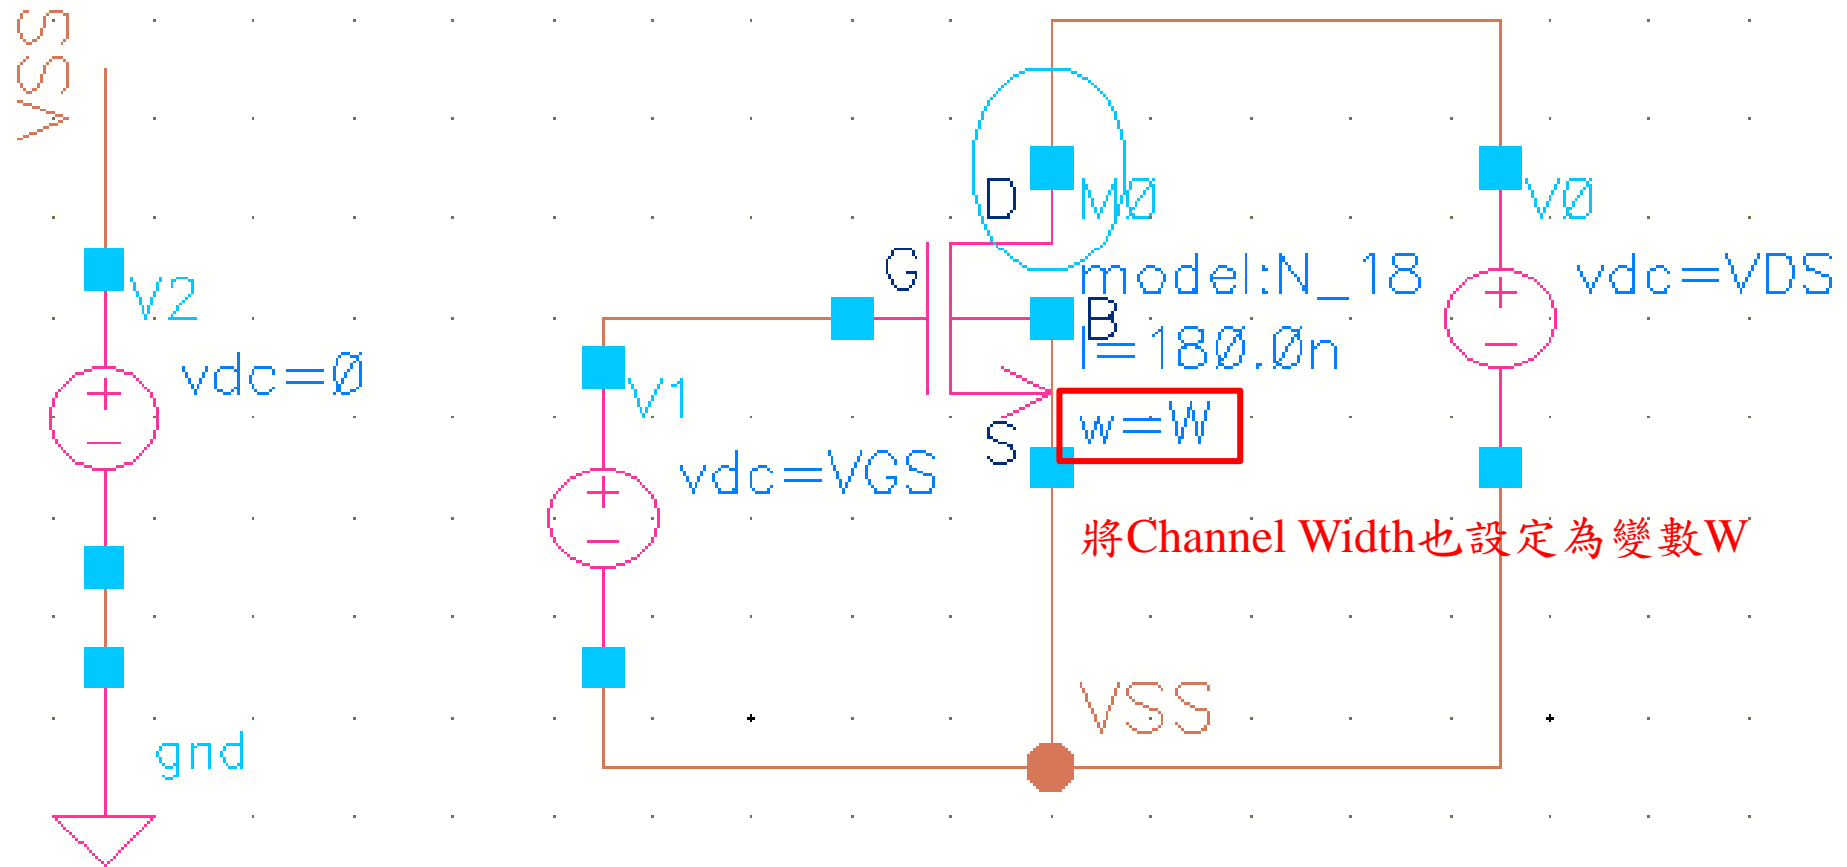 VSS
V2
vdc=0
gnd
V1
vdc=VGS
G
D
M0
model:N_18
B
l=180.0n
w=W
S
將Channel Width也設定為變數W
VSS
V0
vdc=VDS